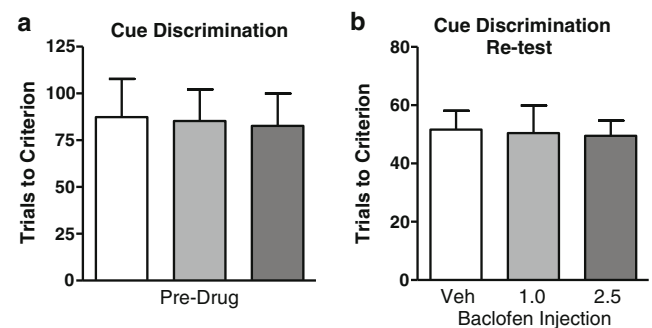 a
Cue Discrimination
Trials to Criterion
125
100
75
50
25
0
Pre-Drug
b
Cue Discrimination
Re-test
Trials to Criterion
80
60
40
20
0
Veh 1.0 2.5
Baclofen Injection